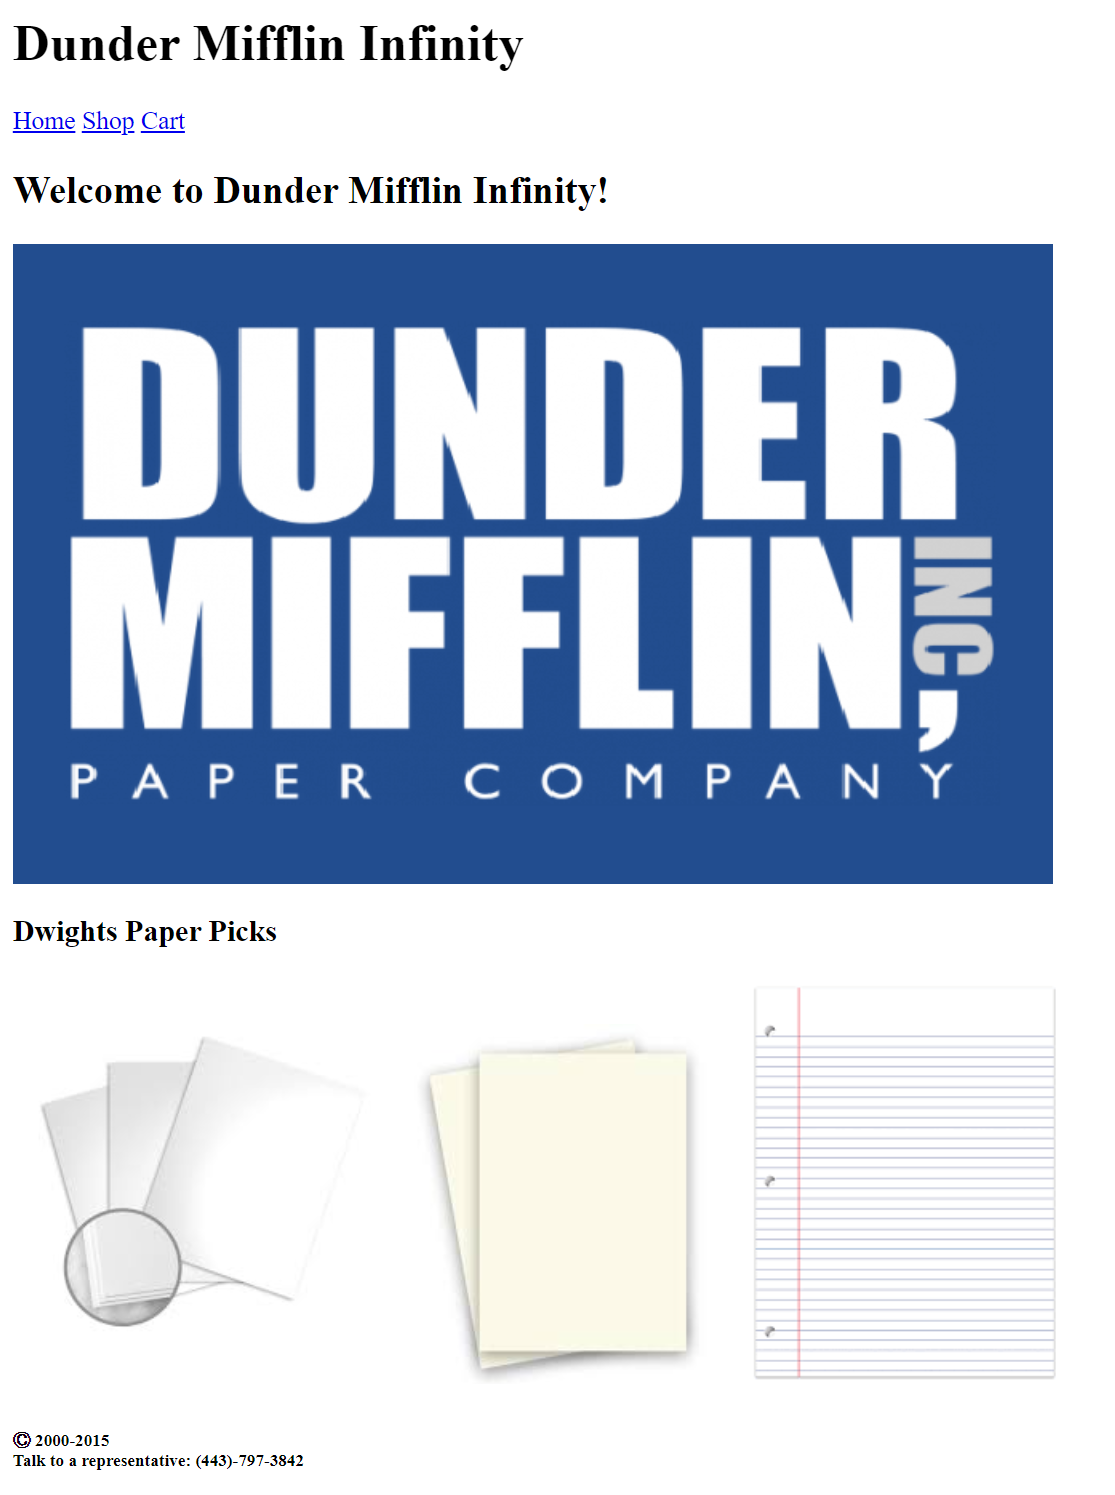 Dunder Mifflin Infinity
Home Shop Cart
Welcome to Dunder Mifflin Infinity!
DUNDER
MIFFLIN, INC
PAPER COMPANY
Dwights Paper Picks
© 2000-2015
Talk to a representative: (443)-797-3842